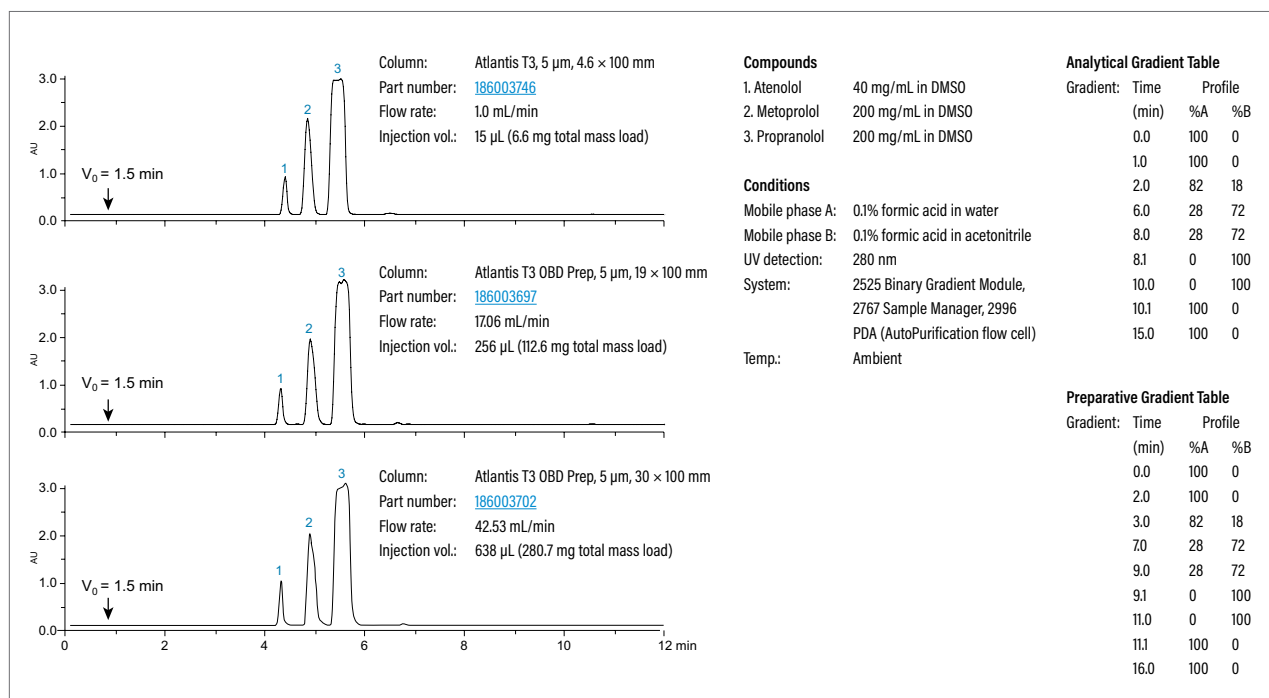 Column: Atlantis T3, 5 µm, 4.6 × 100 mm
Part number: 186003746
Flow rate: 1.0 mL/min
Injection vol.: 15 µL (6.6 mg total mass load)
3.0
2.0
1.0
0.0
AU
V0 = 1.5 min
1
2
3
Column: Atlantis T3 OBD Prep, 5 µm, 19 × 100 mm
Part number: 186003697
Flow rate: 17.06 mL/min
Injection vol.: 256 µL (112.6 mg total mass load)
3.0
2.0
1.0
0.0
AU
V0 = 1.5 min
1
2
3
Column: Atlantis T3 OBD Prep, 5 µm, 30 × 100 mm
Part number: 186003702
Flow rate: 42.53 mL/min
Injection vol.: 638 µL (280.7 mg total mass load)
3.0
2.0
1.0
0.0
AU
V0 = 1.5 min
1
2
3
0 2 4 6 8 10 12 min
Compounds
1. Atenolol 40 mg/mL in DMSO
2. Metoprolol 200 mg/mL in DMSO
3. Propranolol 200 mg/mL in DMSO
Conditions
Mobile phase A: 0.1% formic acid in water
Mobile phase B: 0.1% formic acid in acetonitrile
UV detection: 280 nm
System: 2525 Binary Gradient Module,
2767 Sample Manager, 2996
PDA (AutoPurification flow cell)
Temp.: Ambient
Analytical Gradient Table
Gradient: Time Profile
(min) %A %B
0.0 100 0
1.0 100 0
2.0 82 18
6.0 28 72
8.0 28 72
8.1 0 100
10.0 0 100
10.1 100 0
15.0 100 0
Preparative Gradient Table
Gradient: Time Profile
(min) %A %B
0.0 100 0
2.0 100 0
3.0 82 18
7.0 28 72
9.0 28 72
9.1 0 100
11.0 0 100
11.1 100 0
16.0 100 0